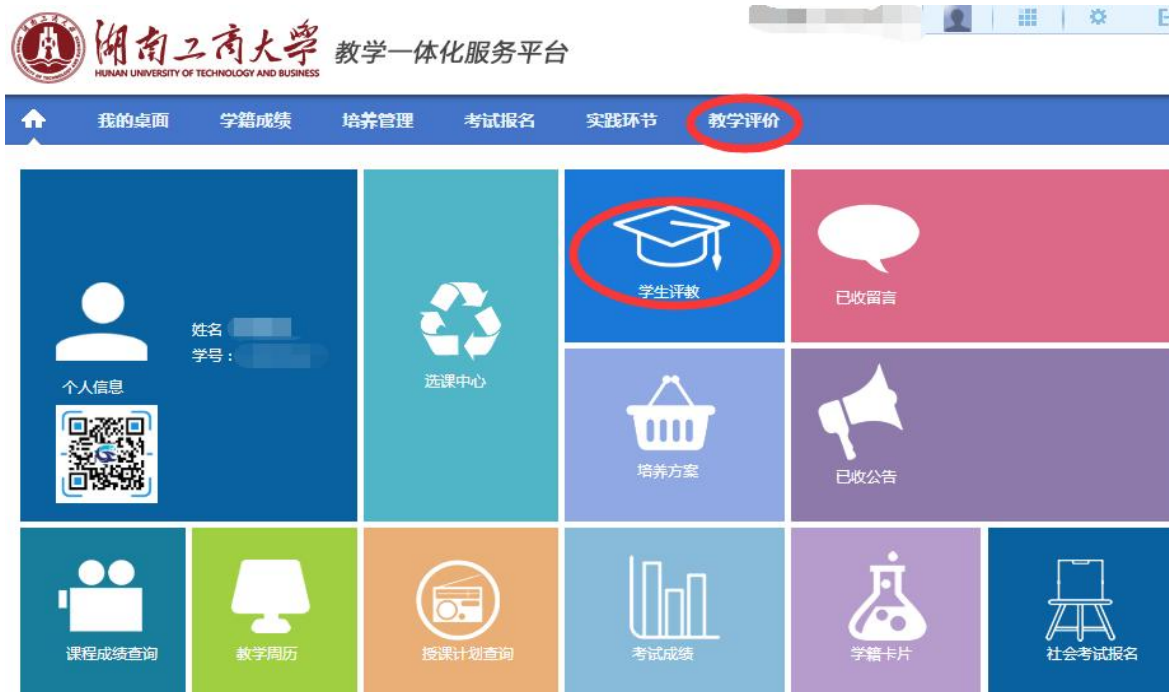 湖南工商大学 教学一体化服务平台
HUNAN UNIVERSITY OF TECHNOLOGY AND BUSINESS
我的桌面 学籍成绩 培养管理 考试报名 实践环节 教学评价
学生评教
已收留言
姓名
学号：
个人信息
选课中心
培养方案
已收公告
课程成绩查询 教学周历 授课计划查询 考试成绩 学籍卡片 社会考试报名